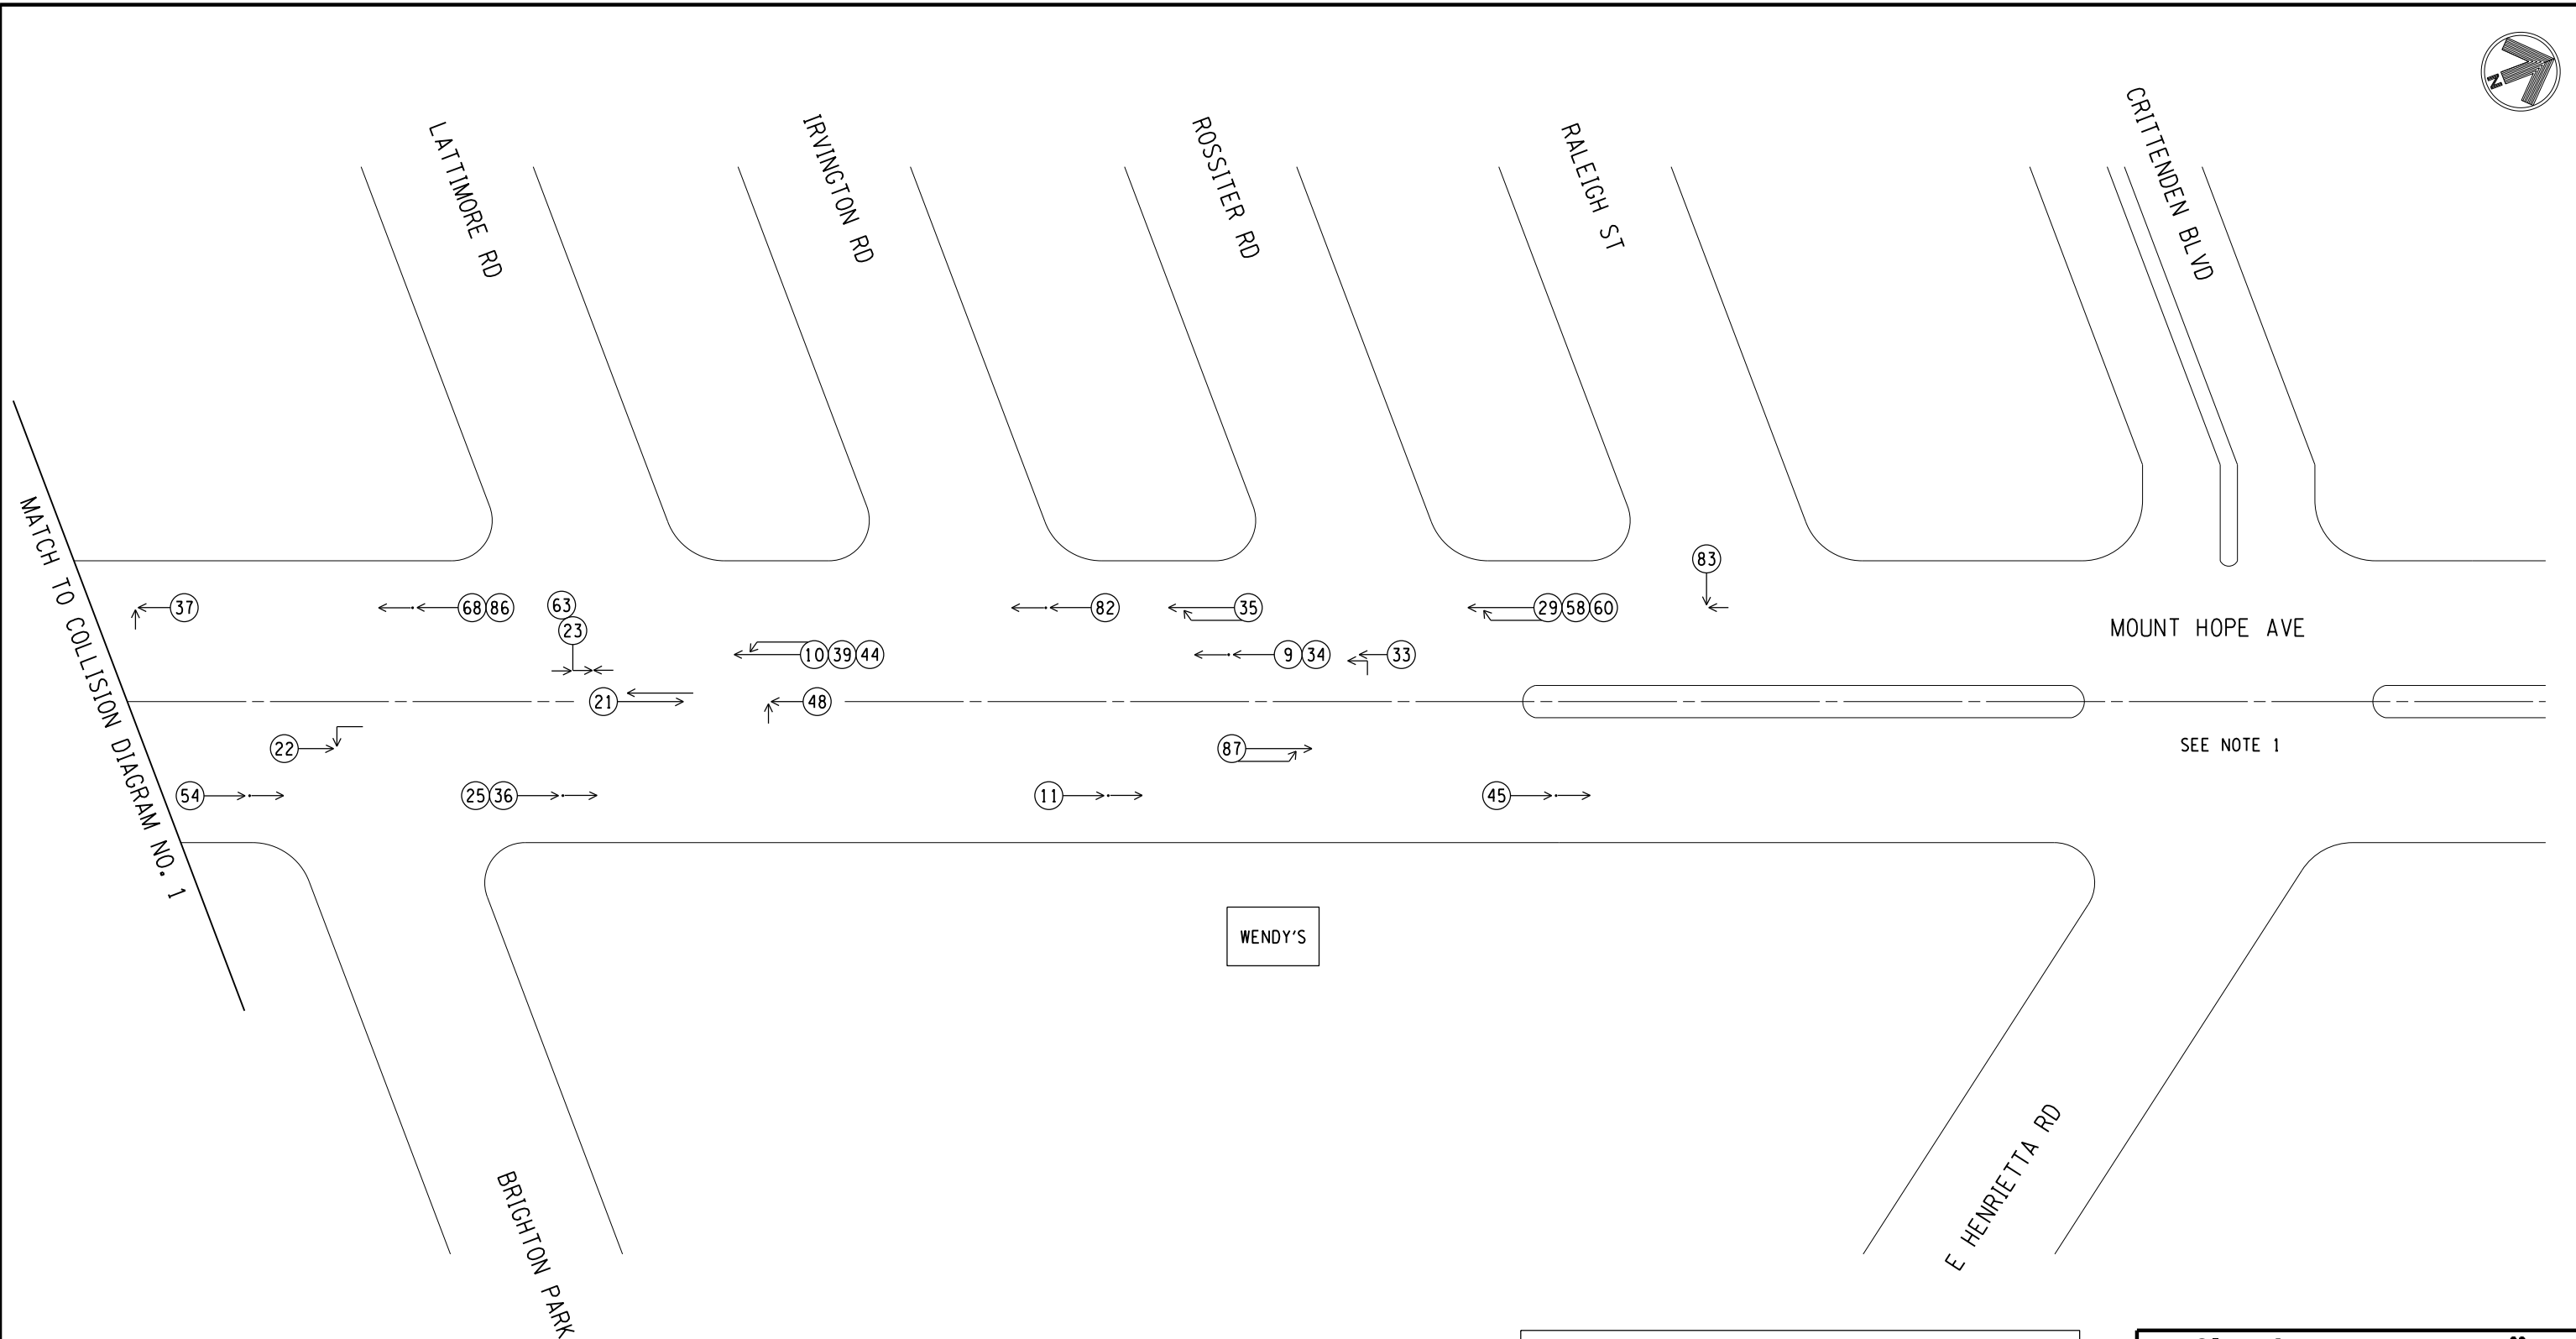 N
LATTIMORE RD
IRVINGTON RD
ROSSITER RD
RALEIGH ST
CRITTENDEN BLVD
MATCH TO COLLISION DIAGRAM NO. 1
83
37
68 86
63
23
82
35
29 58 60
MOUNT HOPE AVE
10 39 44
9 34
33
21
48
22
87
SEE NOTE 1
54
25 36
11
45
WENDY'S
BRIGHTON PARK
E HENRIETTA RD